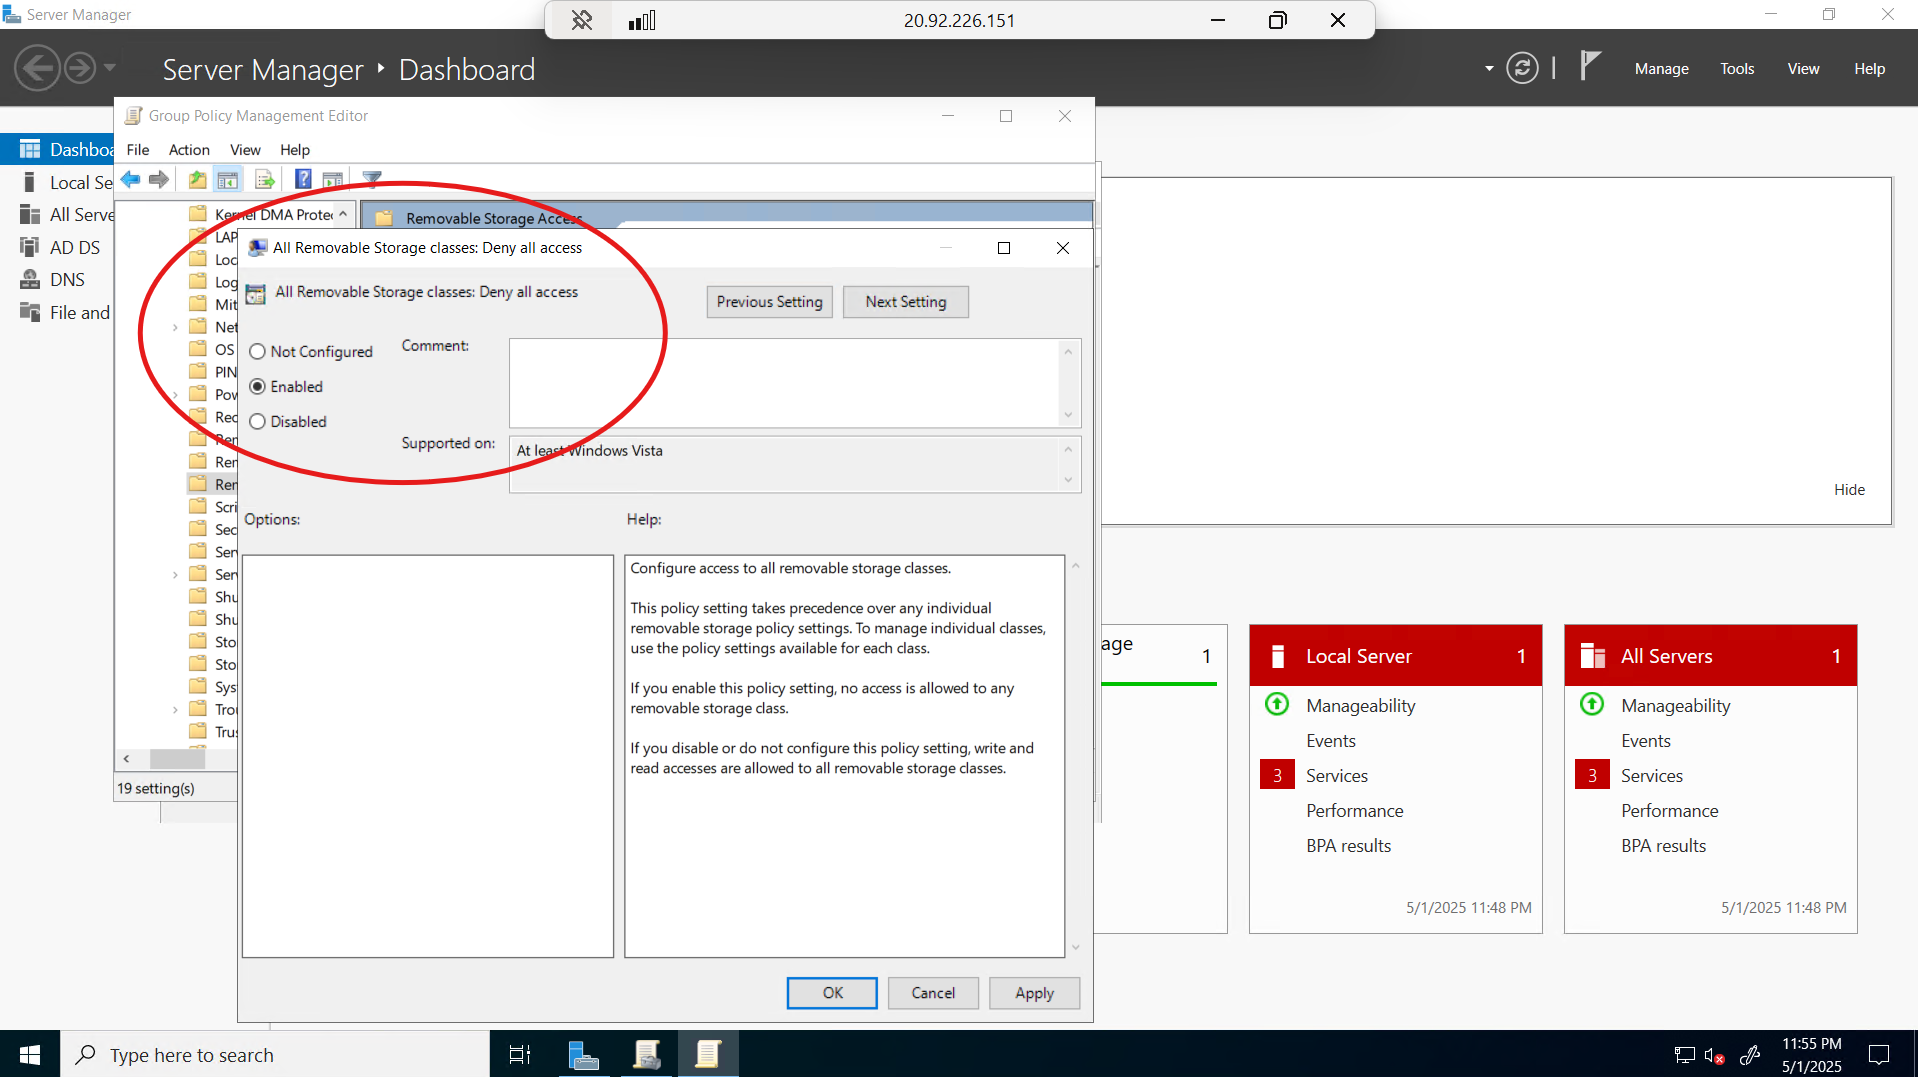 Server Manager
20.92.226.151
Server Manager
Dashboard
Manage
Tools
View
Help
Group Policy Management Editor
File
Action
View
Help
Dashboa
Local Se
All Serve
AD DS
DNS
File and
Kernel DMA Protec
LAP
Loc
Log
Mit
Net
OS
PIN
Pow
Rec
Rem
Rem
Rem
Scri
Sec
Ser
Serv
Shu
Shu
Sto
Sto
Sys
Trou
Trus
19 setting(s)
Removable Storage Access
All Removable Storage classes: Deny all access
All Removable Storage classes: Deny all access
Previous Setting
Next Setting
Not Configured
Enabled
Disabled
Comment:
Supported on:
At least Windows Vista
Options:
Help:
Configure access to all removable storage classes.
This policy setting takes precedence over any individual
removable storage policy settings. To manage individual classes,
use the policy settings available for each class.
If you enable this policy setting, no access is allowed to any
removable storage class.
If you disable or do not configure this policy setting, write and
read accesses are allowed to all removable storage classes.
OK
Cancel
Apply
Hide
age
1
Local Server
1
Manageability
Events
3
Services
Performance
BPA results
5/1/2025 11:48 PM
All Servers
1
Manageability
Events
3
Services
Performance
BPA results
5/1/2025 11:48 PM
Type here to search
11:55 PM
5/1/2025